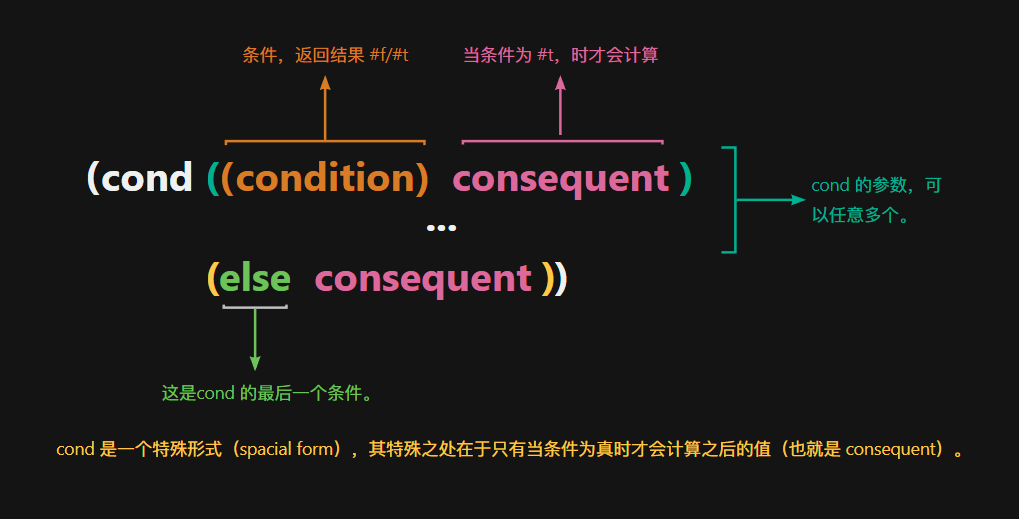 条件，返回结果 #f/#t
当条件为 #t，时才会计算
(cond ((condition) consequent )
...
(else consequent ))
cond 的参数，可
以任意多个。
这是cond 的最后一个条件。
cond 是一个特殊形式（spacial form），其特殊之处在于只有当条件为真时才会计算之后的值（也就是 consequent）。